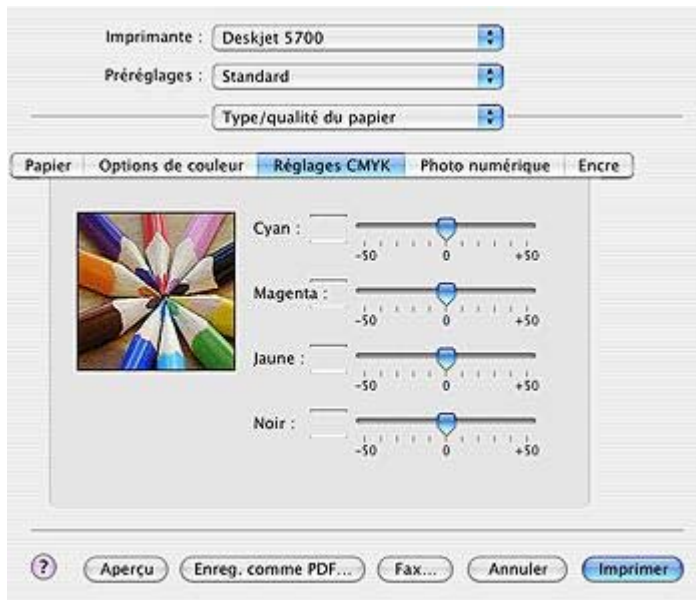 Imprimante : Deskjet 5700
Préréglages : Standard
Type/qualité du papier
Papier Options de couleur Réglages CMYK Photo numérique Encre
Cyan :
-50 0 +50
Magenta :
-50 0 +50
Jaune :
-50 0 +50
Noir :
-50 0 +50
? Aperçu Enreg. comme PDF... Fax... Annuler Imprimer